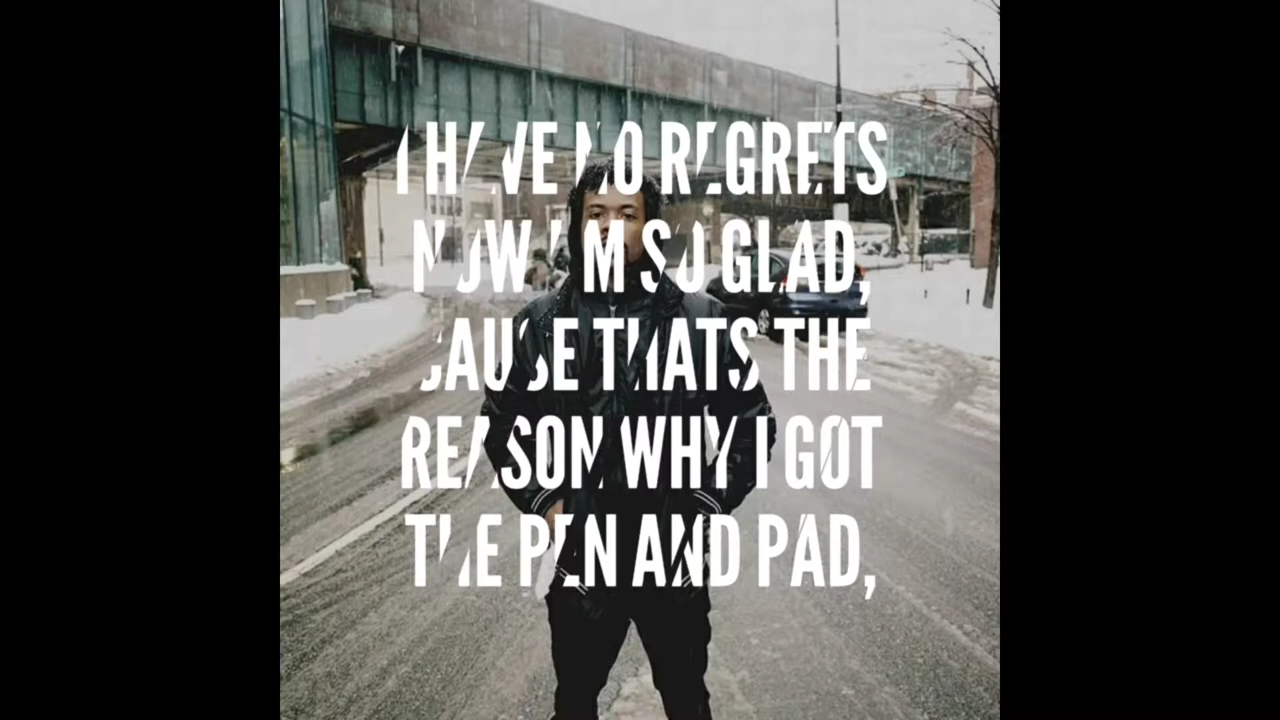 I HAVE NO REGRETS
NOW I'M SO GLAD,
CAUSE THATS THE
REASON WHY I GOT
THE PEN AND PAD,